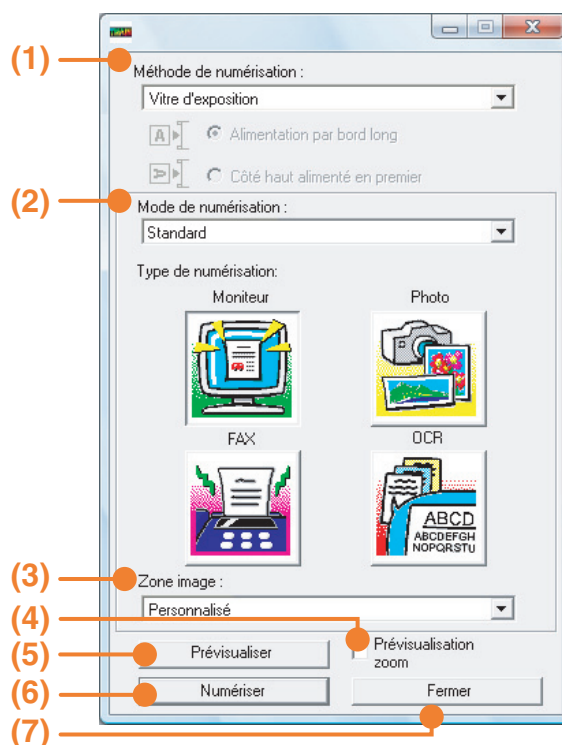 (1)
Méthode de numérisation :
Vitre d'exposition
A
Alimentation par bord long
A
Côté haut alimenté en premier
(2)
Mode de numérisation :
Standard
Type de numérisation:
Moniteur
Photo
FAX
OCR
ABCD
ABCDEFGH
NOPQRSTU
(3)
Zone image :
Personnalisé
(4)
(5)
Prévisualiser
Prévisualisation
zoom
(6)
Numériser
Fermer
(7)